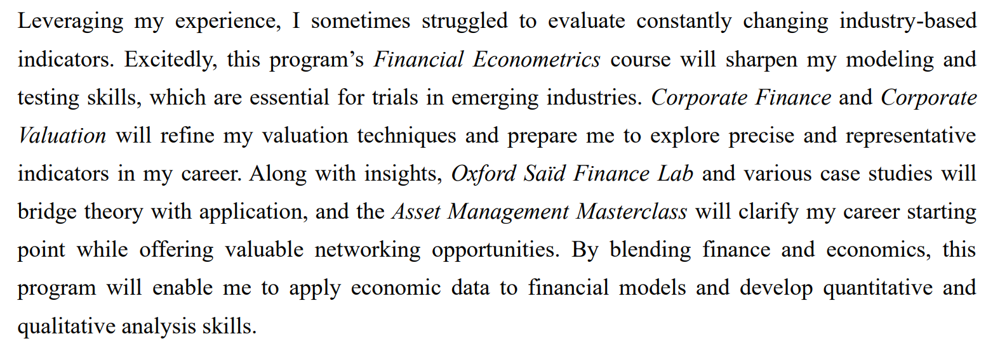 Leveraging my experience, I sometimes struggled to evaluate constantly changing industry-based
indicators. Excitedly, this program’s Financial Econometrics course will sharpen my modeling and
testing skills, which are essential for trials in emerging industries. Corporate Finance and Corporate
Valuation will refine my valuation techniques and prepare me to explore precise and representative
indicators in my career. Along with insights, Oxford Saïd Finance Lab and various case studies will
bridge theory with application, and the Asset Management Masterclass will clarify my career starting
point while offering valuable networking opportunities. By blending finance and economics, this
program will enable me to apply economic data to financial models and develop quantitative and
qualitative analysis skills.